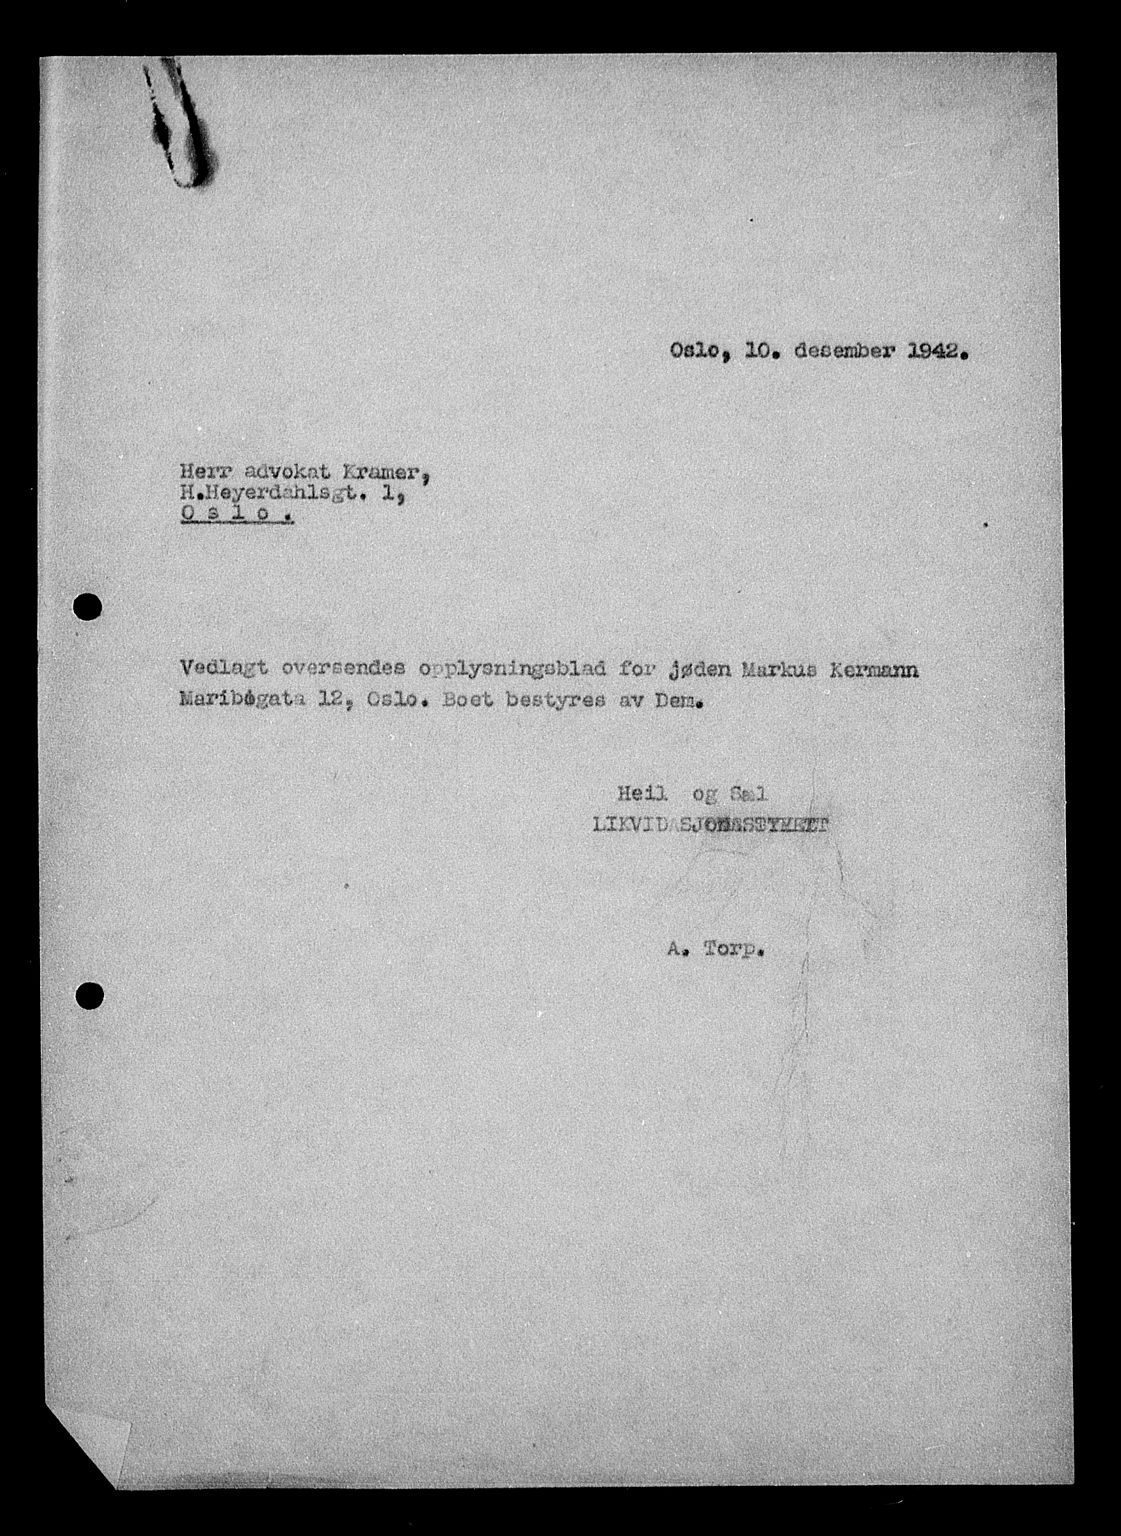 Oslo, 10. desember 1942.
Herr advokat Kramer,
H.Heyerdahlsgt. 1,
O s l o .
Vedlagt oversendes opplysningsblad for jøden Markus Kermann
Maribøgata 12, Oslo. Boet bestyres av Dem.
Heil og Sæl
LIKVIDASJONSSTYRET
A. Torp.